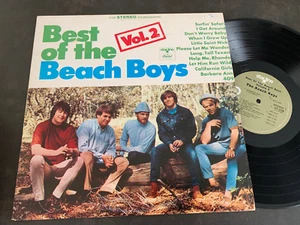 STEREO
Best
of the
Vol.2
Beach Boys
Surfin' Safari
I Get Around
Don't Worry Baby
When I Grew Up
Little Saint Nick
Please Let Me Wonder
Long, Tall Texan
Help Me, Rhonda
Let Him Run Wild
California G
Barbara Ann
409
The Beach Boys